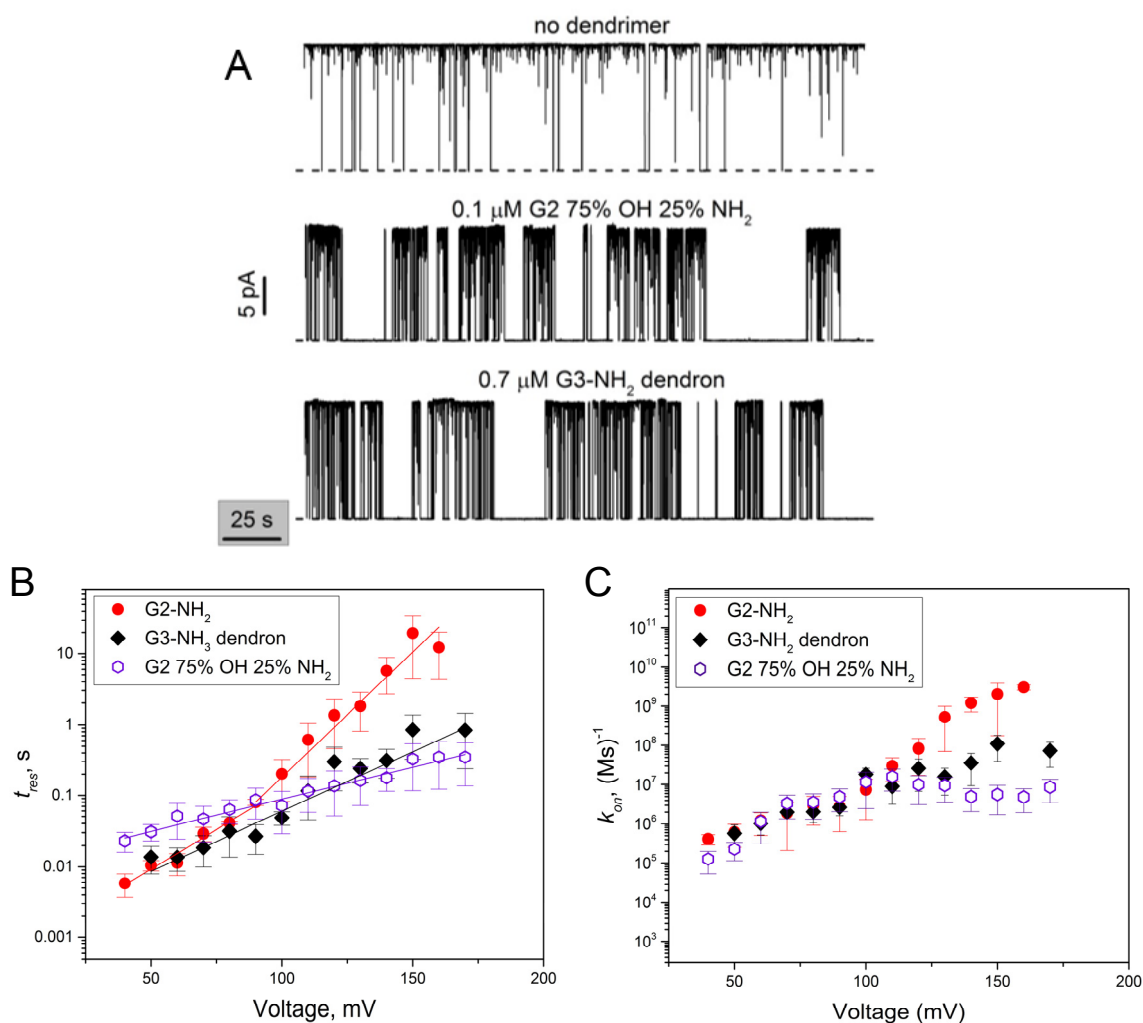 A
no dendrimer
0.1 μM G2 75% OH 25% NH2
5 pA
0.7 μM G3-NH2 dendron
25 s
B
G2-NH2
G3-NH3 dendron
G2 75% OH 25% NH2
10
1
0.1
0.01
0.001
tres, s
50 100 150 200
Voltage, mV
C
G2-NH2
G3-NH2 dendron
G2 75% OH 25% NH2
10^11
10^10
10^9
10^8
10^7
10^6
10^5
10^4
10^3
kon, (Ms)^-1
50 100 150 200
Voltage (mV)